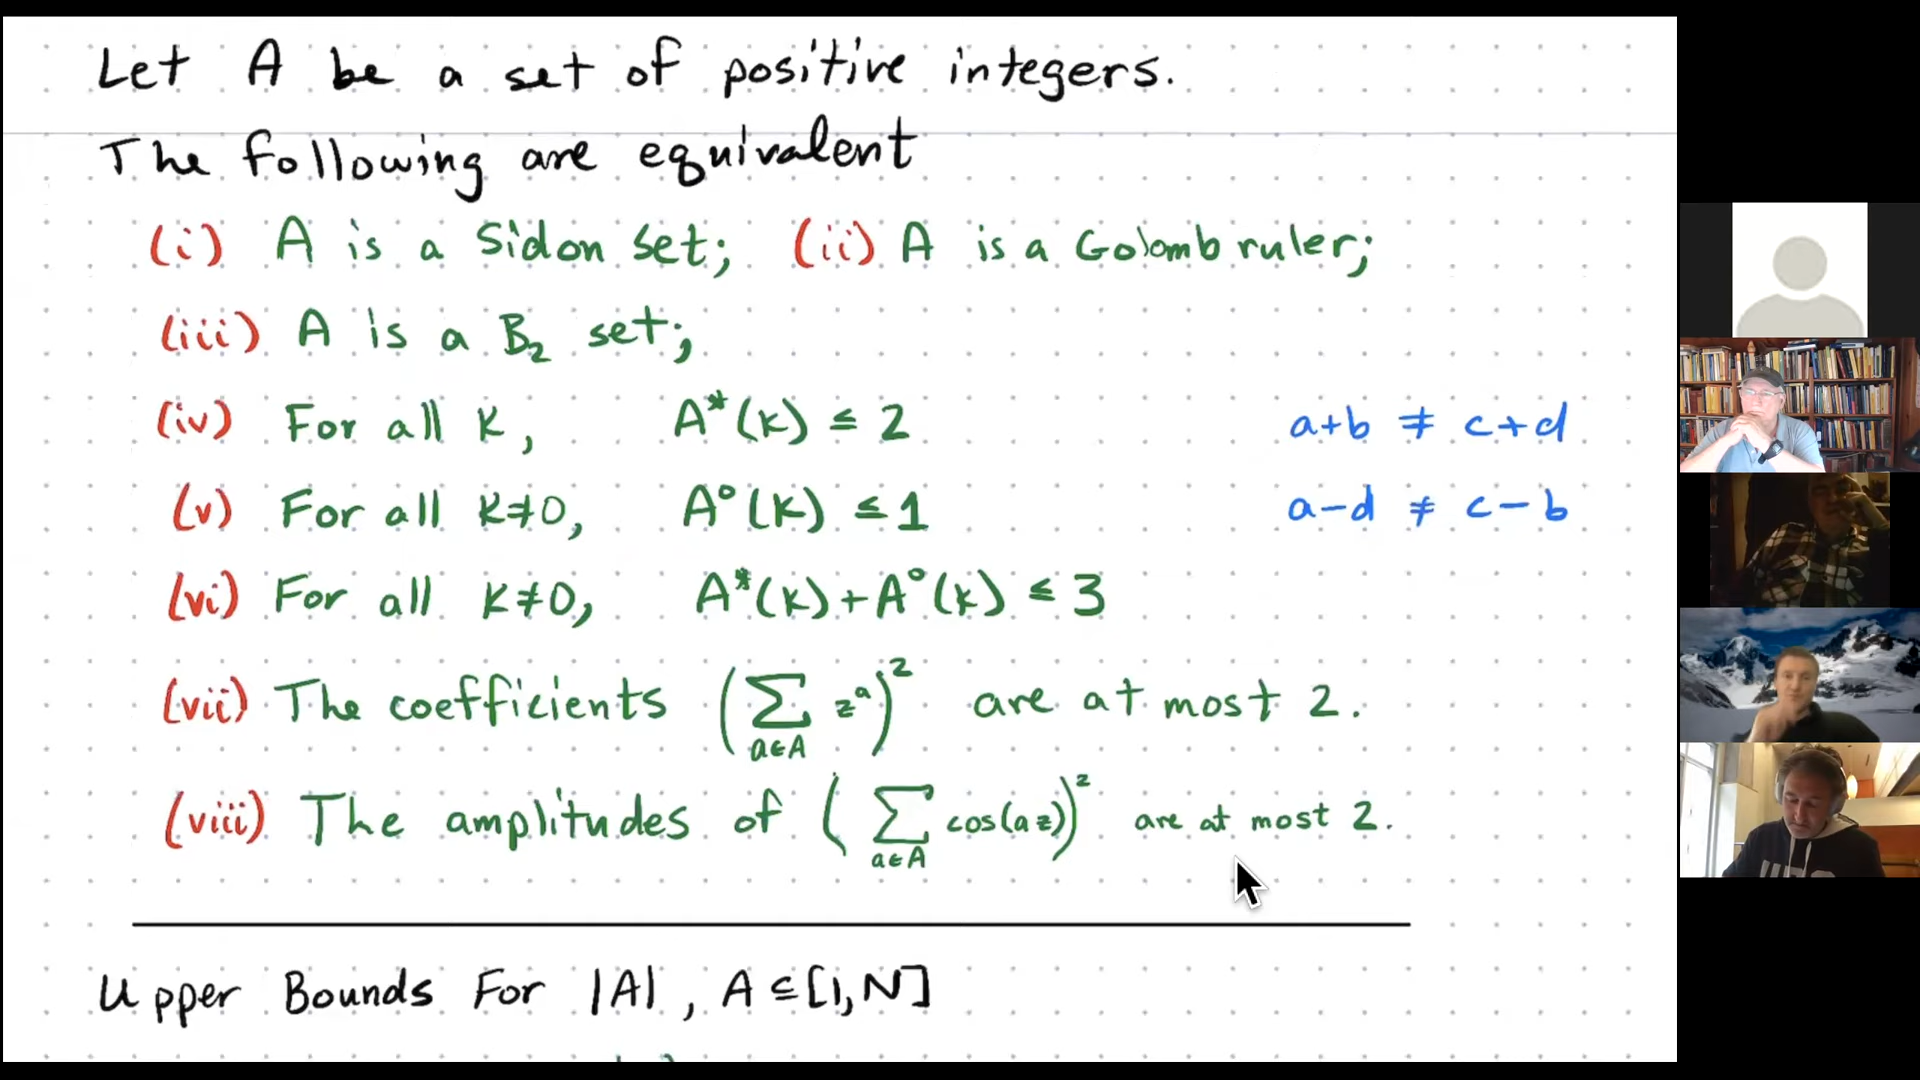 Let A be a set of positive integers.
The following are equivalent
(i) A is a Sidon set; (ii) A is a Golomb ruler;
(iii) A is a B₂ set;
(iv) For all K, A*(K) ≤ 2 a+b ≠ c+d
(v) For all K≠0, A°(K) ≤ 1 a-d ≠ c-b
(vi) For all K≠0, A*(K)+A°(K) ≤ 3
(vii) The coefficients (∑_{a∈A} z^a)² are at most 2.
(viii) The amplitudes of (∑_{a∈A} cos(az))² are at most 2.
Upper Bounds For |A|, A⊆[1,N]